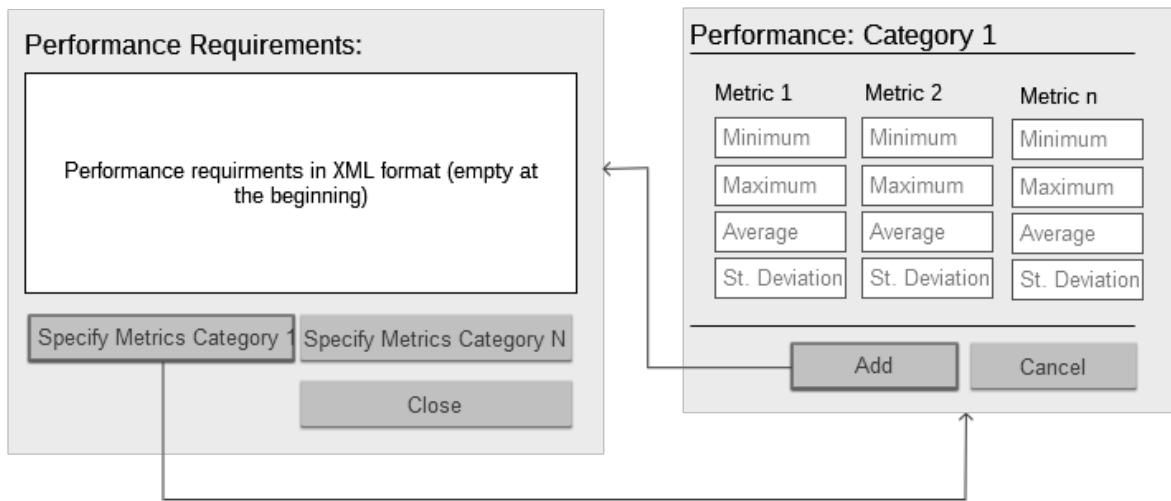 Performance Requirements:
Performance requirments in XML format (empty at
the beginning)
Specify Metrics Category 1
Specify Metrics Category N
Close
Performance: Category 1
Metric 1 Metric 2 Metric n
Minimum Minimum Minimum
Maximum Maximum Maximum
Average Average Average
St. Deviation St. Deviation St. Deviation
Add Cancel